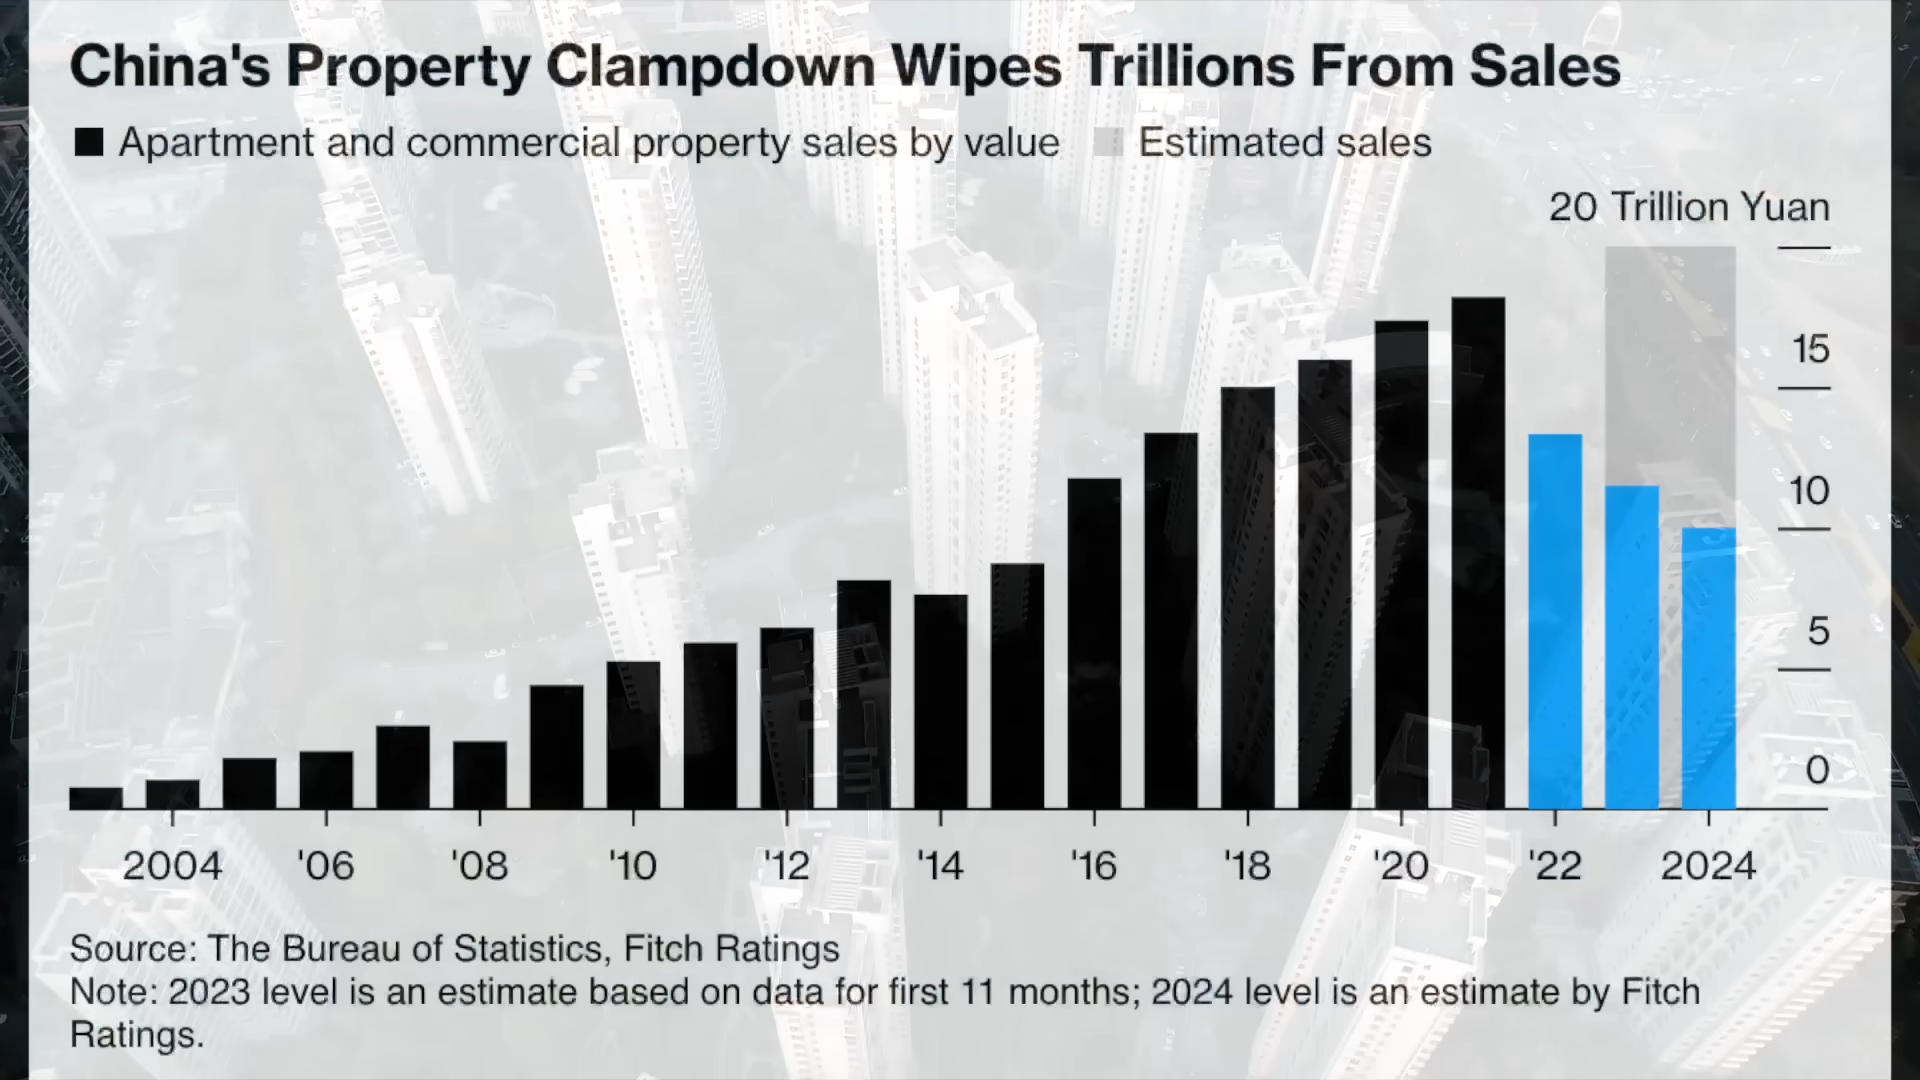 China's Property Clampdown Wipes Trillions From Sales
Apartment and commercial property sales by value Estimated sales
20 Trillion Yuan
15
10
5
0
2004 '06 '08 '10 '12 '14 '16 '18 '20 '22 2024
Source: The Bureau of Statistics, Fitch Ratings
Note: 2023 level is an estimate based on data for first 11 months; 2024 level is an estimate by Fitch
Ratings.